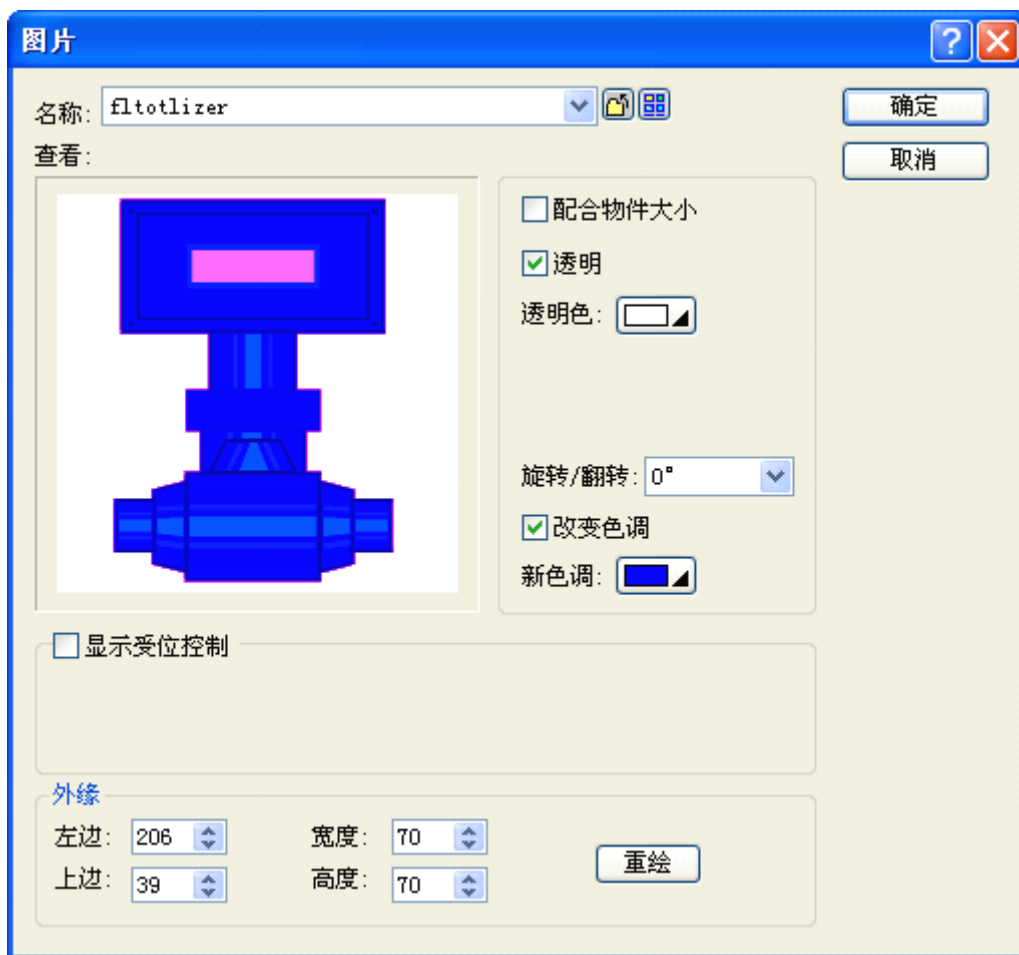 图片
名称: fltotlizer 确定
查看: 取消
配合物件大小
透明
透明色:
旋转/翻转: 0°
改变色调
新色调:
显示受位控制
外缘
左边: 206 宽度: 70
上边: 39 高度: 70 重绘